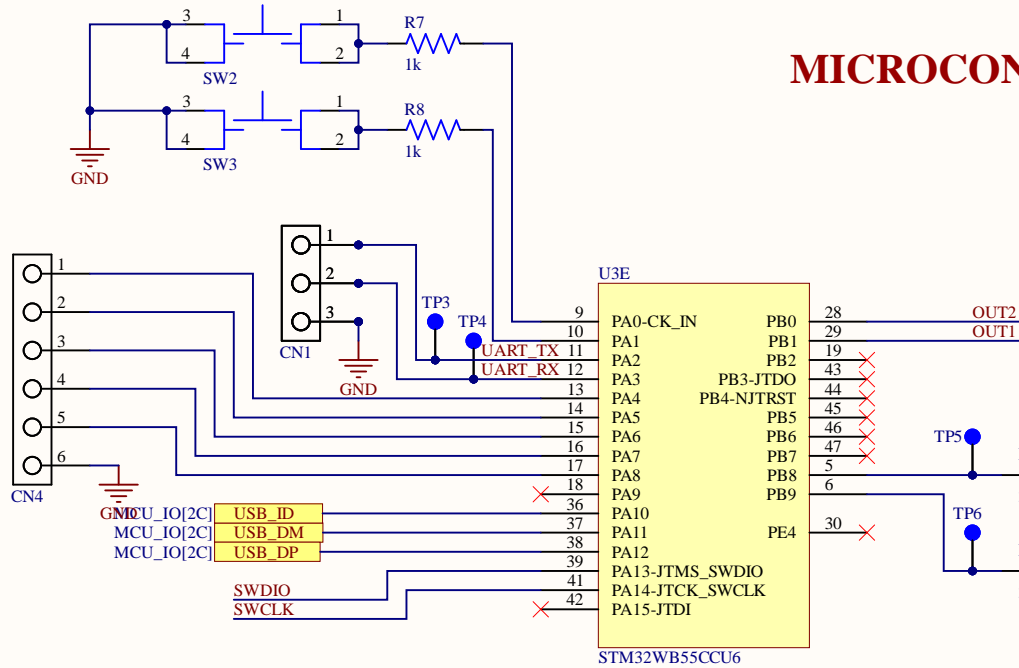 3
4
SW2
1
2
R7
1k
MICROCON
3
4
SW3
1
2
R8
1k
GND
1
2
3
CN1
GND
TP3
TP4
1
2
3
4
5
6
CN4
GND
U3E
9 PA0-CK_IN
10 PA1
UART_TX 11 PA2
UART_RX 12 PA3
13 PA4
14 PA5
15 PA6
16 PA7
17 PA8
18 PA9
MCU_IO[2C] USB_ID 36 PA10
MCU_IO[2C] USB_DM 37 PA11
MCU_IO[2C] USB_DP 38 PA12
SWDIO 39 PA13-JTMS_SWDIO
SWCLK 41 PA14-JTCK_SWCLK
42 PA15-JTDI
PB0 28 OUT2
PB1 29 OUT1
PB2 19
PB3-JTDO 43
PB4-NJTRST 44
PB5 45
PB6 46
PB7 47
PB8 5
PB9 6
PE4 30
TP5
TP6
STM32WB55CCU6